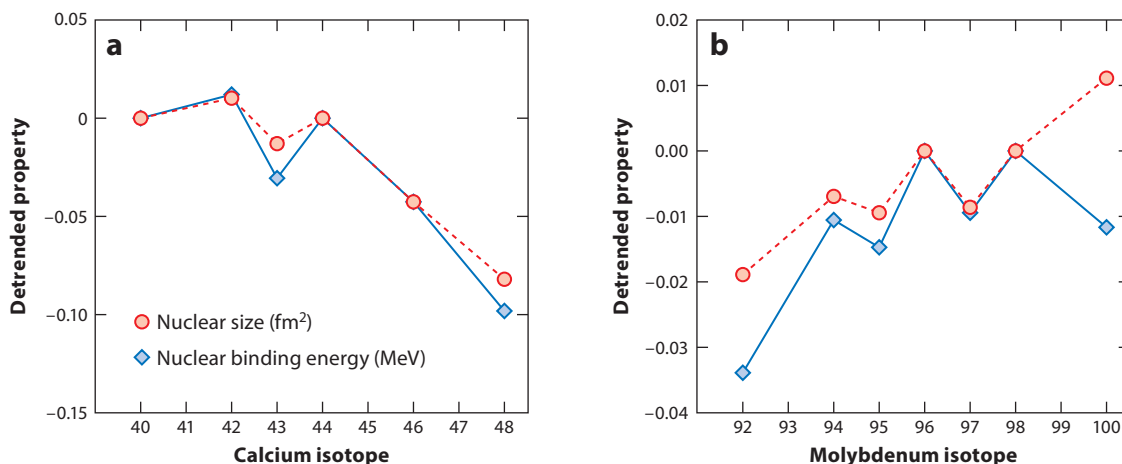 a
Detrended property
0.05
0
−0.05
−0.10
−0.15
Nuclear size (fm²)
Nuclear binding energy (MeV)
40 41 42 43 44 45 46 47 48
Calcium isotope
b
Detrended property
0.02
0.01
0.00
−0.01
−0.02
−0.03
−0.04
92 93 94 95 96 97 98 99 100
Molybdenum isotope